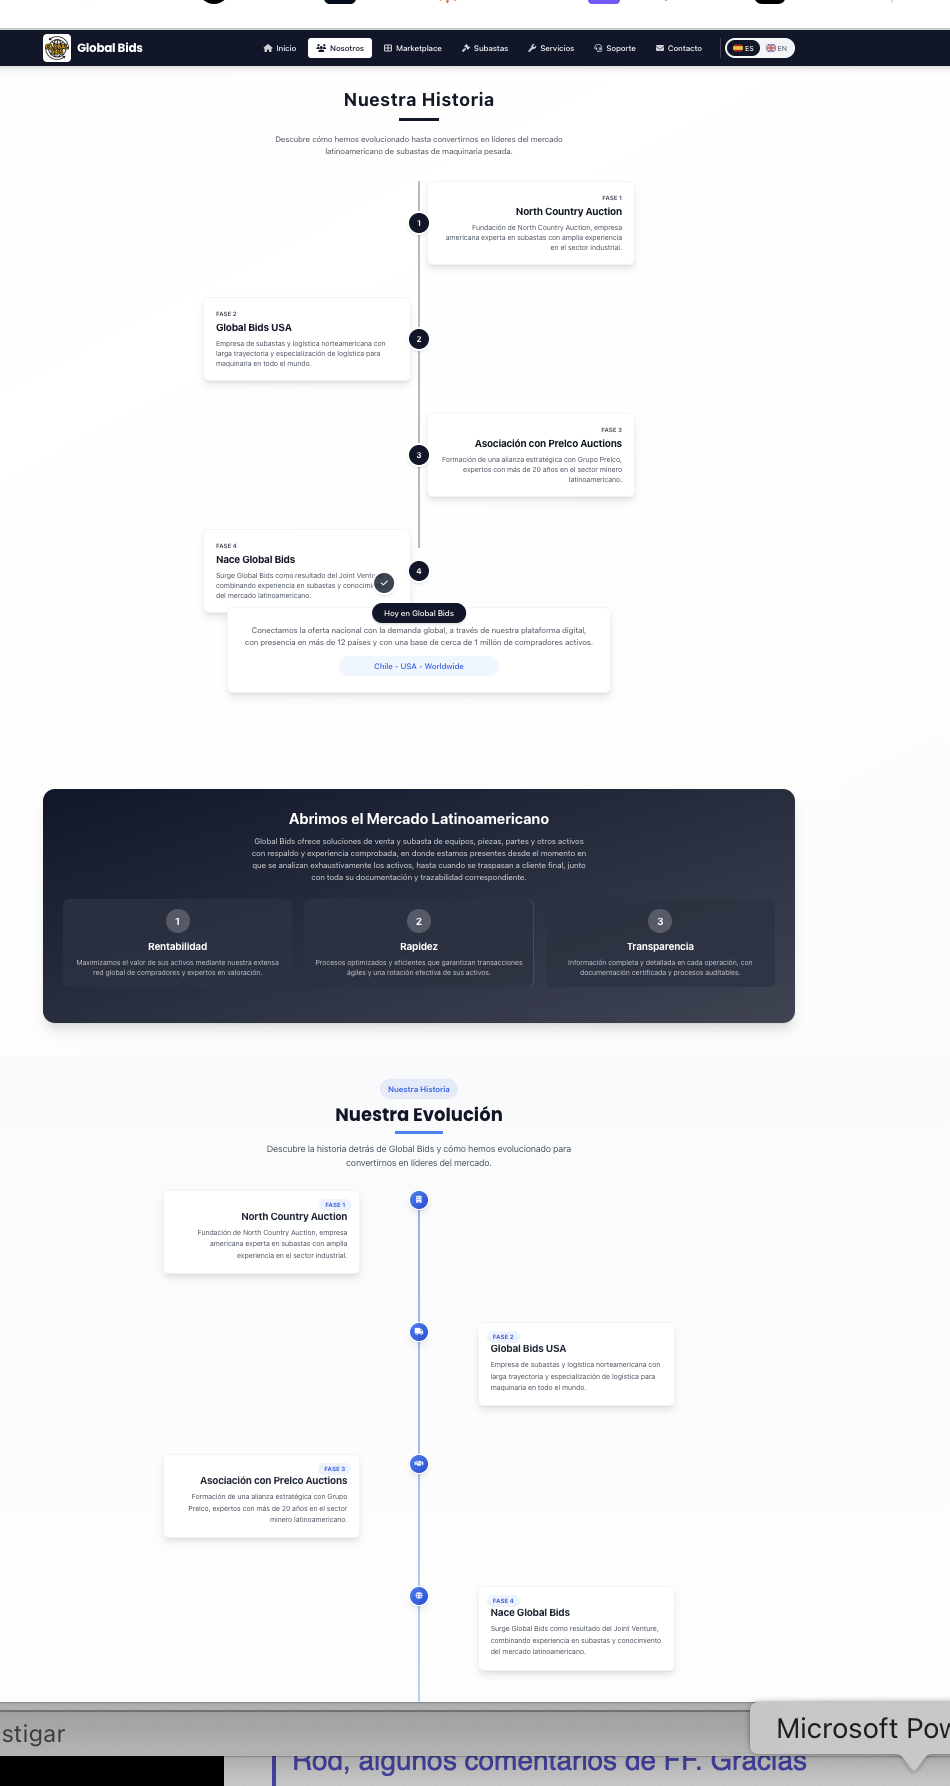 Global Bids
Inicio
Nosotros
Marketplace
Subastas
Servicios
Soporte
Contacto
ES
EN
Nuestra Historia
Descubre cómo hemos evolucionado hasta convertirnos en líderes del mercado
latinoamericano de subastas de maquinaria pesada.
1
FASE 1
North Country Auction
Fundación de North Country Auction, empresa
americana experta en subastas con amplia experiencia
en el sector industrial.
FASE 2
Global Bids USA
Empresa de subastas y logística norteamericana con
larga trayectoria y especialización de logística para
maquinaria en todo el mundo.
2
3
FASE 3
Asociación con Prelco Auctions
Formación de una alianza estratégica con Grupo Prelco,
expertos con más de 20 años en el sector minero
latinoamericano.
FASE 4
Nace Global Bids
Surge Global Bids como resultado del Joint Ventu
combinando experiencia en subastas y conocimi
del mercado latinoamericano.
4
Hoy en Global Bids
Conectamos la oferta nacional con la demanda global, a través de nuestra plataforma digital,
con presencia en más de 12 países y con una base de cerca de 1 millón de compradores activos.
Chile - USA - Worldwide
Abrimos el Mercado Latinoamericano
Global Bids ofrece soluciones de venta y subasta de equipos, piezas, partes y otros activos
con respaldo y experiencia comprobada, en donde estamos presentes desde el momento en
que se analizan exhaustivamente los activos, hasta cuando se traspasan a cliente final, junto
con toda su documentación y trazabilidad correspondiente.
1
Rentabilidad
Maximizamos el valor de sus activos mediante nuestra extensa
red global de compradores y expertos en valoración.
2
Rapidez
Procesos optimizados y eficientes que garantizan transacciones
ágiles y una rotación efectiva de sus activos.
3
Transparencia
Información completa y detallada en cada operación, con
documentación certificada y procesos auditables.
Nuestra Historia
Nuestra Evolución
Descubre la historia detrás de Global Bids y cómo hemos evolucionado para
convertirnos en líderes del mercado.
FASE 1
North Country Auction
Fundación de North Country Auction, empresa
americana experta en subastas con amplia
experiencia en el sector industrial.
FASE 2
Global Bids USA
Empresa de subastas y logística norteamericana con
larga trayectoria y especialización de logística para
maquinaria en todo el mundo.
FASE 3
Asociación con Prelco Auctions
Formación de una alianza estratégica con Grupo
Prelco, expertos con más de 20 años en el sector
minero latinoamericano.
FASE 4
Nace Global Bids
Surge Global Bids como resultado del Joint Venture,
combinando experiencia en subastas y conocimiento
del mercado latinoamericano.
stigar
Microsoft Pow
Rod, algunos comentarios de FF. Gracias